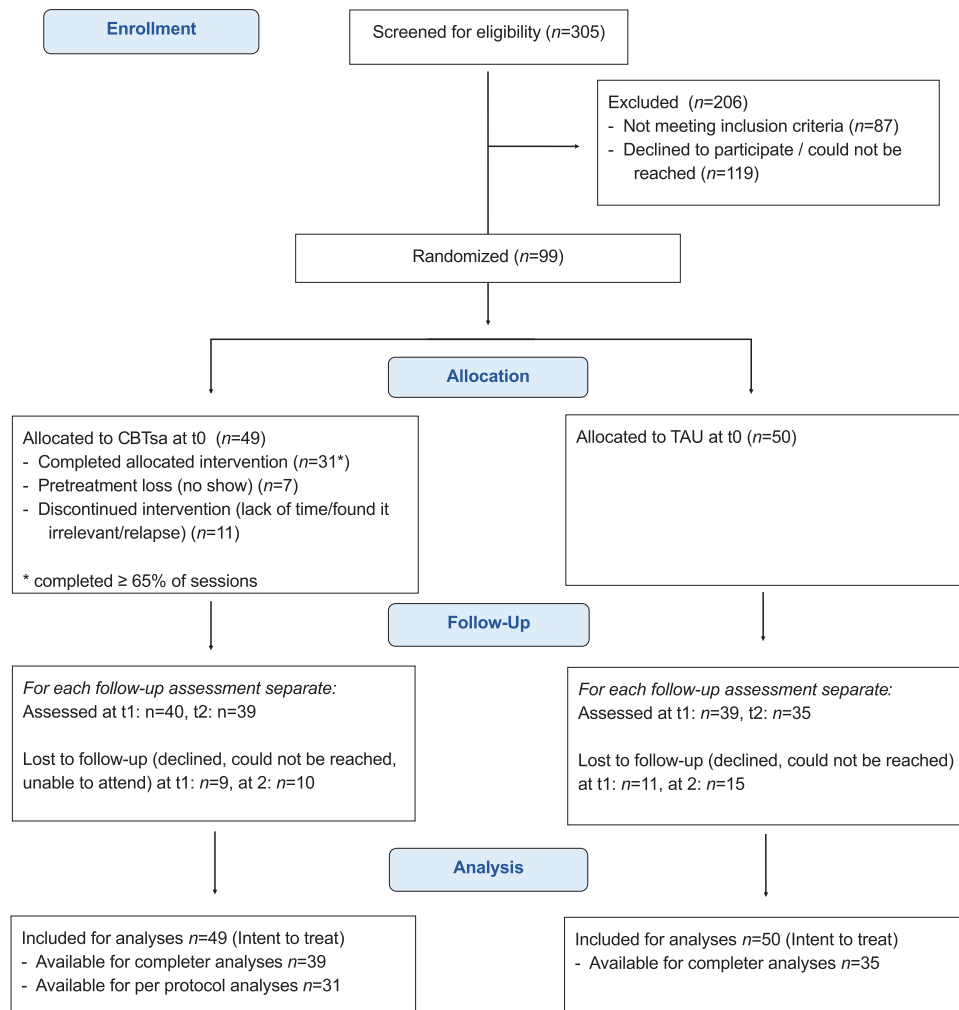 Enrollment
Screened for eligibility (n=305)
Excluded (n=206)
- Not meeting inclusion criteria (n=87)
- Declined to participate / could not be
reached (n=119)
Randomized (n=99)
Allocation
Allocated to CBTsa at t0 (n=49)
- Completed allocated intervention (n=31*)
- Pretreatment loss (no show) (n=7)
- Discontinued intervention (lack of time/found it
irrelevant/relapse) (n=11)
* completed ≥ 65% of sessions
Allocated to TAU at t0 (n=50)
Follow-Up
For each follow-up assessment separate:
Assessed at t1: n=40, t2: n=39
Lost to follow-up (declined, could not be reached,
unable to attend) at t1: n=9, at 2: n=10
For each follow-up assessment separate:
Assessed at t1: n=39, t2: n=35
Lost to follow-up (declined, could not be reached)
at t1: n=11, at 2: n=15
Analysis
Included for analyses n=49 (Intent to treat)
- Available for completer analyses n=39
- Available for per protocol analyses n=31
Included for analyses n=50 (Intent to treat)
- Available for completer analyses n=35